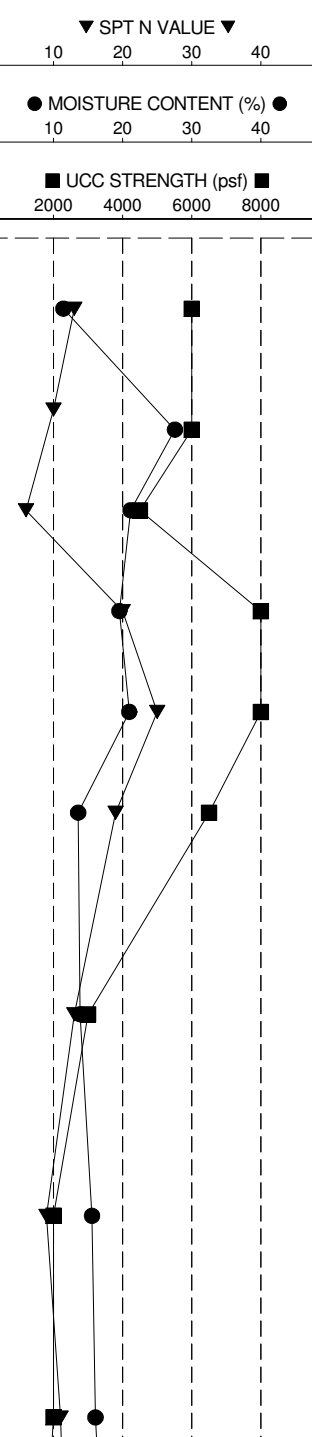 ▼ SPT N VALUE ▼
10 20 30 40
● MOISTURE CONTENT (%) ●
10 20 30 40
■ UCC STRENGTH (psf) ■
2000 4000 6000 8000